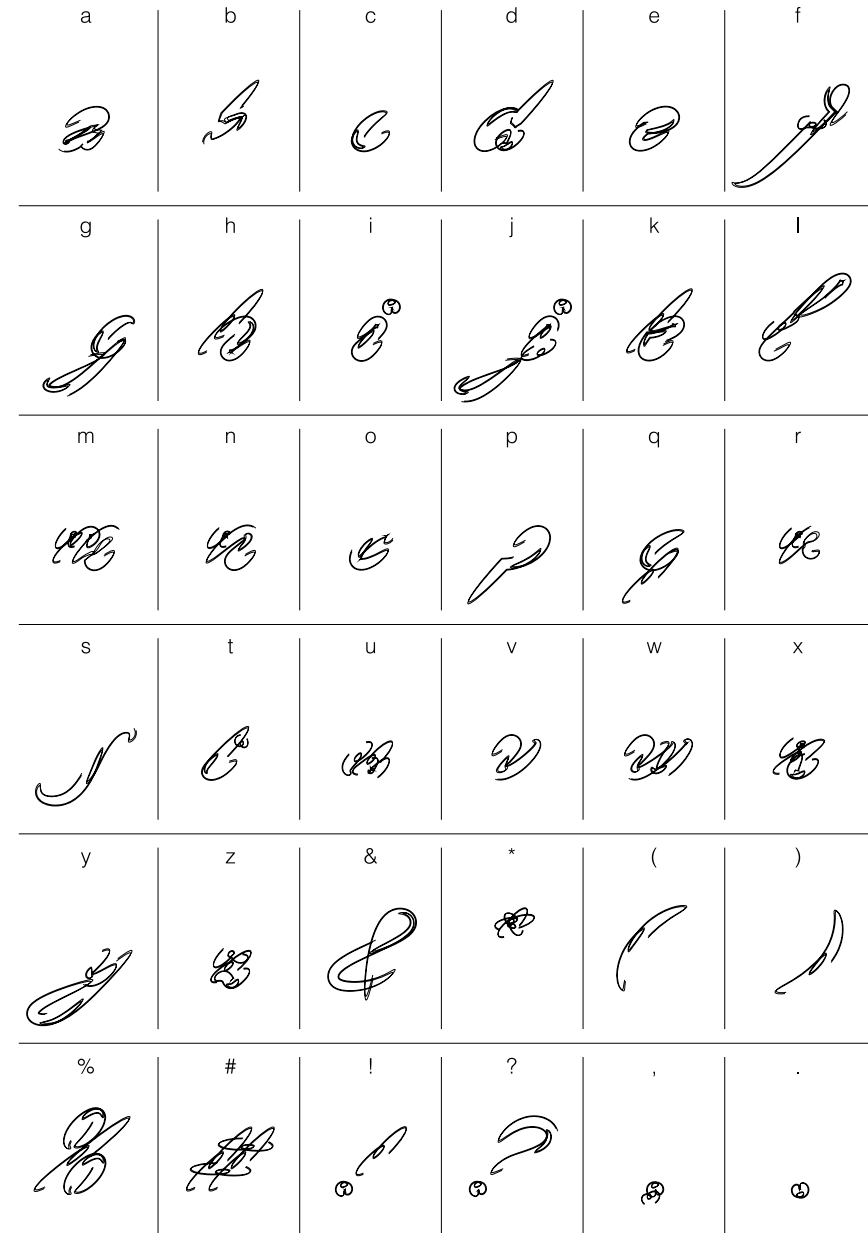 a b c d e f
g h i j k l
m n o p q r
s t u v w x
y z & * ( )
% # ! ? , .